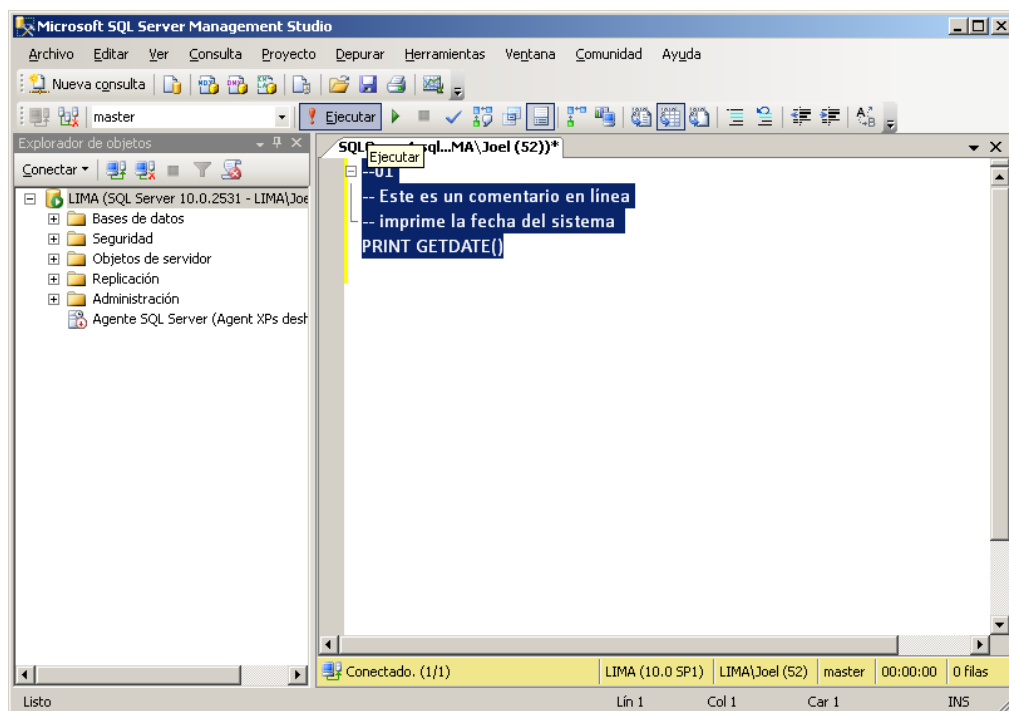 Microsoft SQL Server Management Studio
Archivo Editar Ver Consulta Proyecto Depurar Herramientas Ventana Comunidad Ayuda
Nueva consulta
master Ejecutar
Explorador de objetos
SQLQ 1.sql...MA\Joel (52))*
Ejecutar
Conectar
--01
LIMA (SQL Server 10.0.2531 - LIMA\Joe
-- Este es un comentario en línea
Bases de datos
-- imprime la fecha del sistema
Seguridad
PRINT GETDATE()
Objetos de servidor
Replicación
Administración
Agente SQL Server (Agent XPs desh
Conectado. (1/1) LIMA (10.0 SP1) LIMA\Joel (52) master 00:00:00 0 filas
Listo Lín 1 Col 1 Car 1 INS